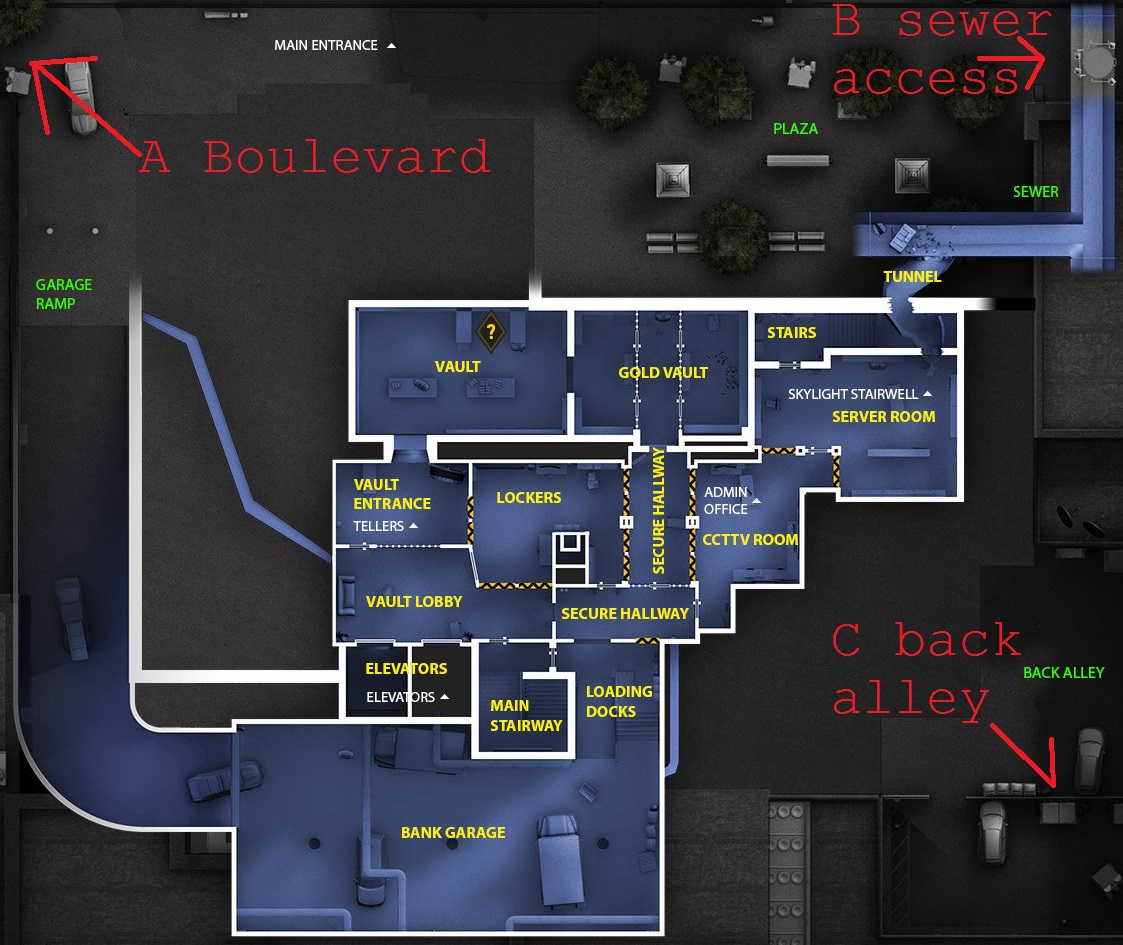 B sewer
access
MAIN ENTRANCE
A Boulevard
PLAZA
SEWER
TUNNEL
GARAGE
RAMP
STAIRS
?
VAULT
GOLD VAULT
SKYLIGHT STAIRWELL
SERVER ROOM
VAULT
ENTRANCE
TELLERS
LOCKERS
SECURE HALLWAY
ADMIN
OFFICE
CCTTV ROOM
VAULT LOBBY
SECURE HALLWAY
C back
alley
BACK ALLEY
ELEVATORS
ELEVATORS
MAIN
STAIRWAY
LOADING
DOCKS
BANK GARAGE